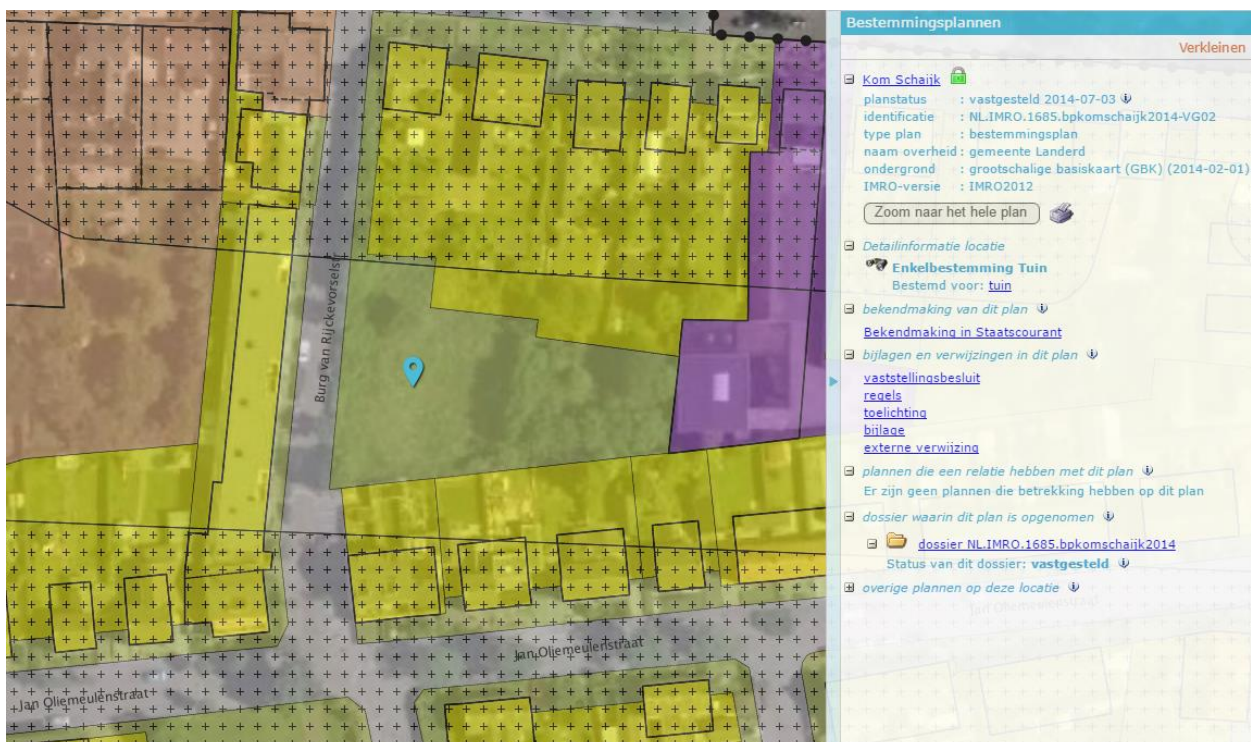 Bestemmingsplannen
Verkleinen
Kom Schaijk
planstatus : vastgesteld 2014-07-03
identificatie : NL.IMRO.1685.bpkomschaijk2014-VG02
type plan : bestemmingsplan
naam overheid : gemeente Landerd
ondergrond : grootschalige basiskaart (GBK) (2014-02-01)
IMRO-versie : IMRO2012
Zoom naar het hele plan
Detailinformatie locatie
Enkelbestemming Tuin
Bestemd voor: tuin
bekendmaking van dit plan
Bekendmaking in Staatscourant
bijlagen en verwijzingen in dit plan
vaststellingsbesluit
regels
toelichting
bijlage
externe verwijzing
plannen die een relatie hebben met dit plan
Er zijn geen plannen die betrekking hebben op dit plan
dossier waarin dit plan is opgenomen
dossier NL.IMRO.1685.bpkomschaijk2014
Status van dit dossier: vastgesteld
overige plannen op deze locatie
Burg van Rijckevorselstr
Jan Oliemeulenstraat
Jan Oliemeulenstraat
Jan Oliemeulenstraat